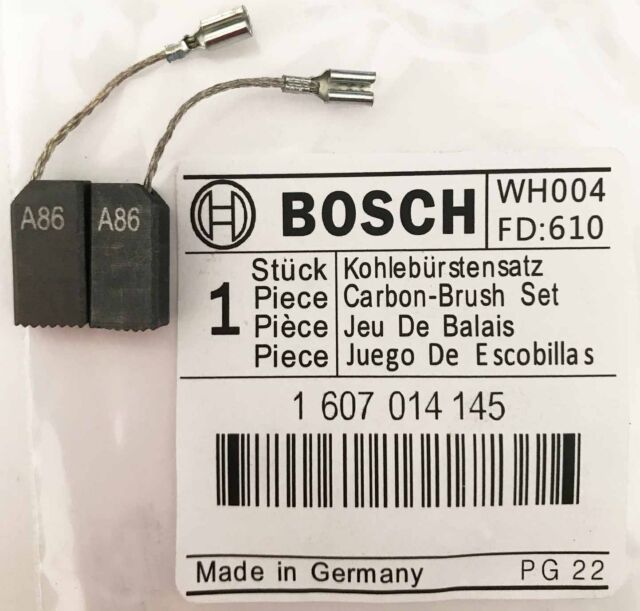 A86 A86
BOSCH
WH004
FD:610
1
Stück Kohlebürstensatz
Piece Carbon-Brush Set
Pièce Jeu De Balais
Piece Juego De Escobillas
1 607 014 145
Made in Germany PG 22